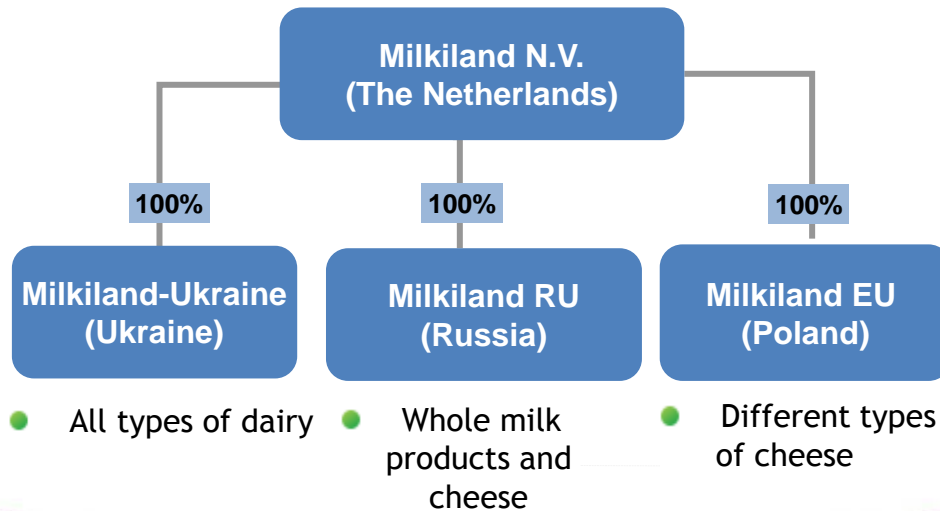 Milkiland N.V.
(The Netherlands)
100%
100%
100%
Milkiland-Ukraine
(Ukraine)
Milkiland RU
(Russia)
Milkiland EU
(Poland)
All types of dairy
Whole milk
products and
cheese
Different types
of cheese